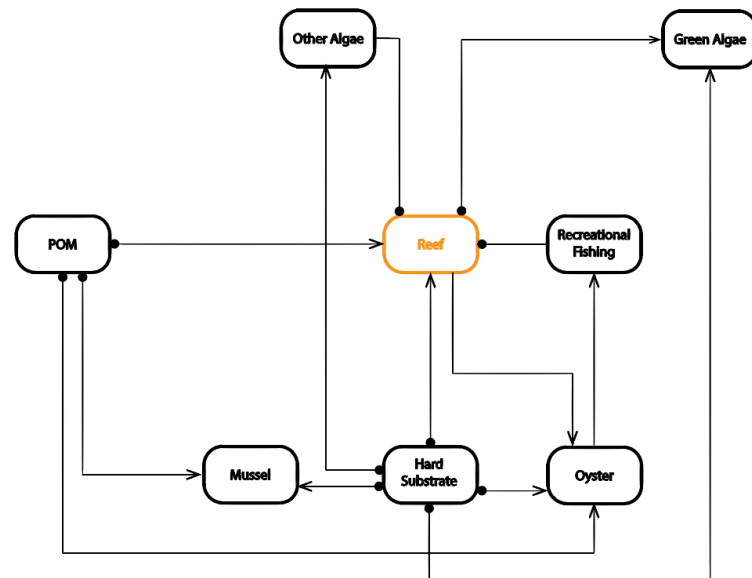 Other Algae
Green Algae
POM
Reef
Recreational
Fishing
Mussel
Hard
Substrate
Oyster